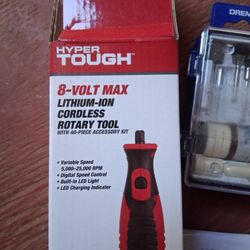 HYPER
TOUGH
8-VOLT MAX
LITHIUM-ION
CORDLESS
ROTARY TOOL
WITH 40-PIECE ACCESSORY KIT
• Variable Speed
5,000-25,000 RPM
• Digital Speed Control
• Built-In LED Light
• LED Charging Indicator
DREM